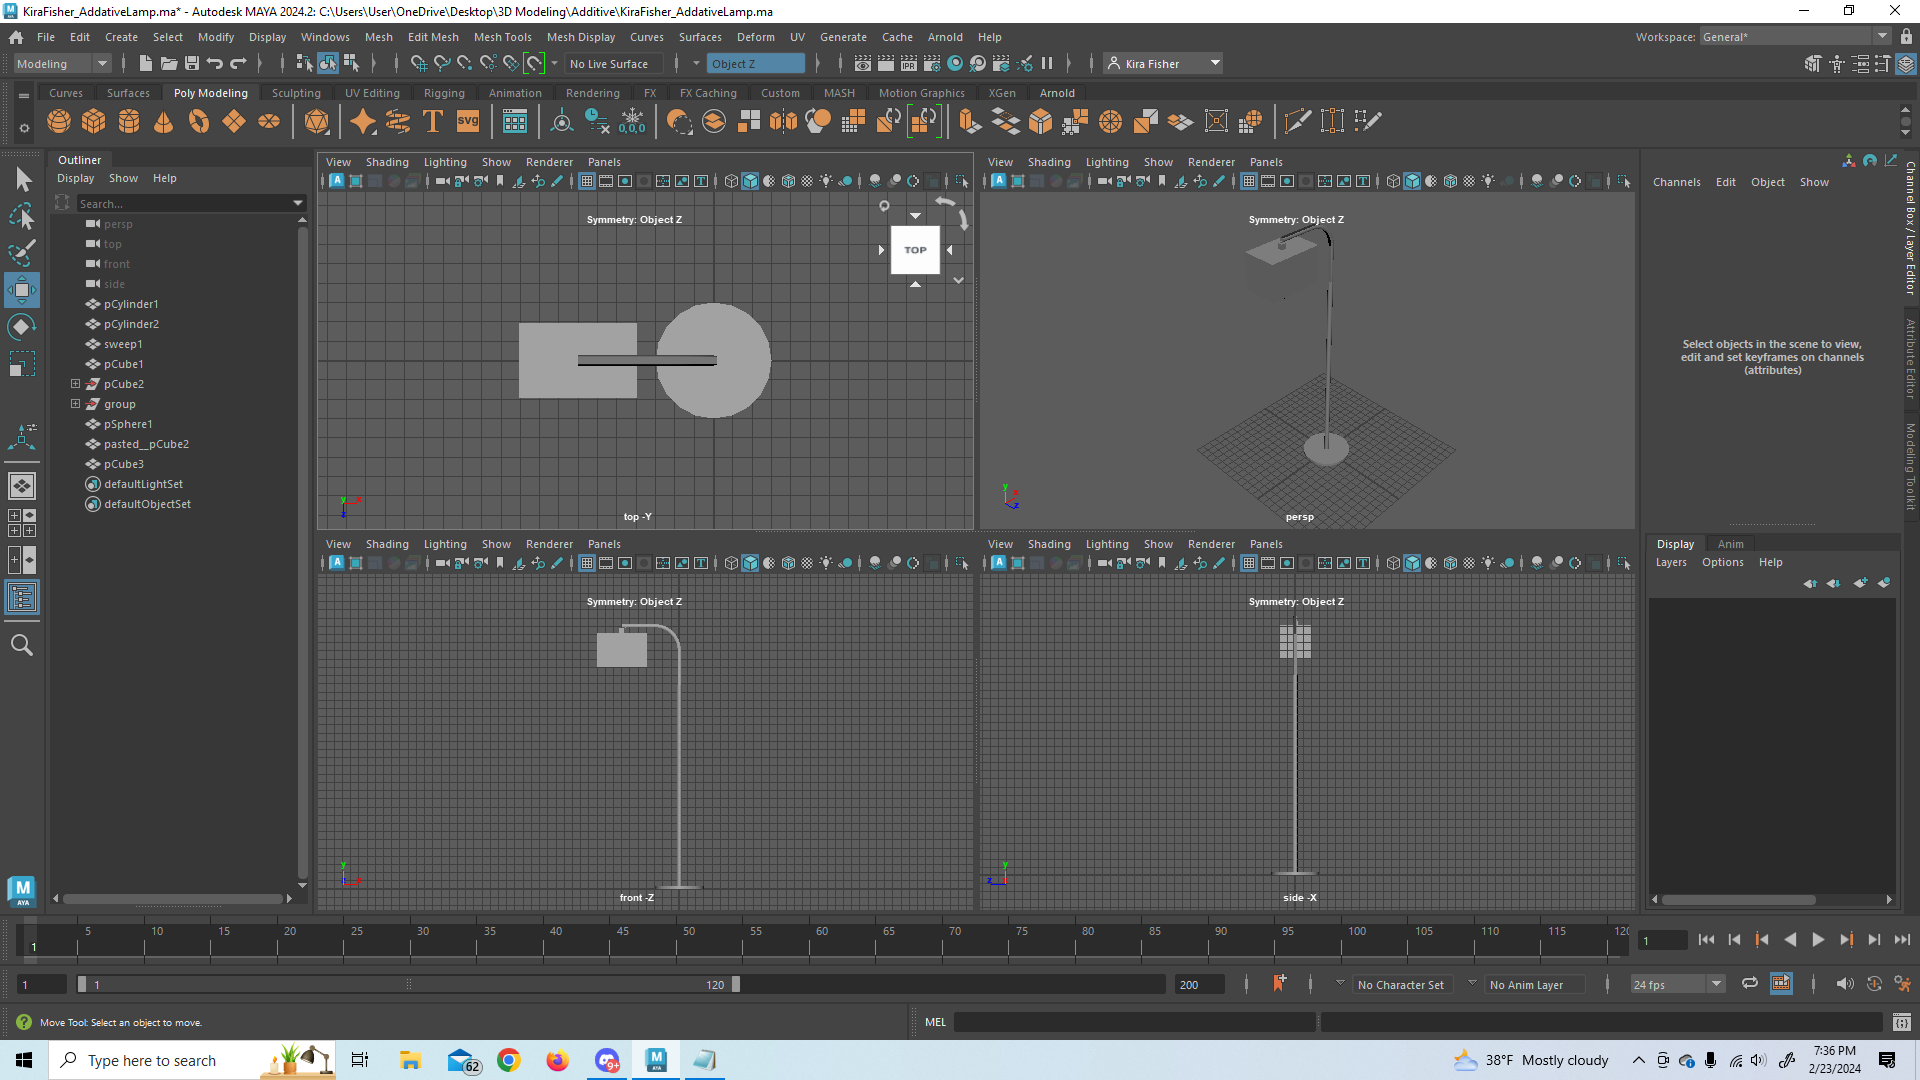 KiraFisher_AddativeLamp.ma* - Autodesk MAYA 2024.2: C:\Users\User\OneDrive\Desktop\3D Modeling\Additive\KiraFisher_AddativeLamp.ma
File Edit Create Select Modify Display Windows Mesh Edit Mesh Mesh Tools Mesh Display Curves Surfaces Deform UV Generate Cache Arnold Help
Workspace: General*
Modeling No Live Surface Object Z Kira Fisher
Curves Surfaces Poly Modeling Sculpting UV Editing Rigging Animation Rendering FX FX Caching Custom MASH Motion Graphics XGen Arnold
T SVG 0,0,0
Outliner
Display Show Help
Search...
persp
top
front
side
pCylinder1
pCylinder2
sweep1
pCube1
pCube2
group
pSphere1
pasted__pCube2
pCube3
defaultLightSet
defaultObjectSet
View Shading Lighting Show Renderer Panels
Symmetry: Object Z
TOP
y x
z
top -Y
View Shading Lighting Show Renderer Panels
Symmetry: Object Z
y x
z
persp
View Shading Lighting Show Renderer Panels
Symmetry: Object Z
y
z x
front -Z
View Shading Lighting Show Renderer Panels
Symmetry: Object Z
y
z
side -X
Channels Edit Object Show
Select objects in the scene to view,
edit and set keyframes on channels
(attributes)
Channel Box / Layer Editor
Attribute Editor
Modeling Toolkit
Display Anim
Layers Options Help
M
AYA
1 5 10 15 20 25 30 35 40 45 50 55 60 65 70 75 80 85 90 95 100 105 110 115 120
1
1 1 120 200 No Character Set No Anim Layer 24 fps
Move Tool: Select an object to move.
MEL
Type here to search
62
9+
38°F Mostly cloudy
7:36 PM
2/23/2024